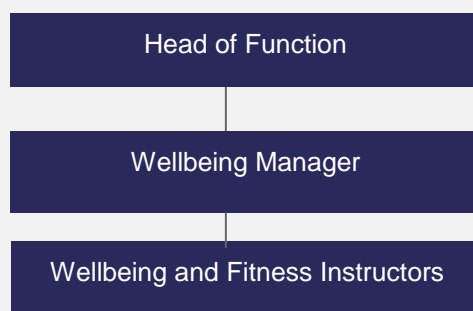 Head of Function
Wellbeing Manager
Wellbeing and Fitness Instructors